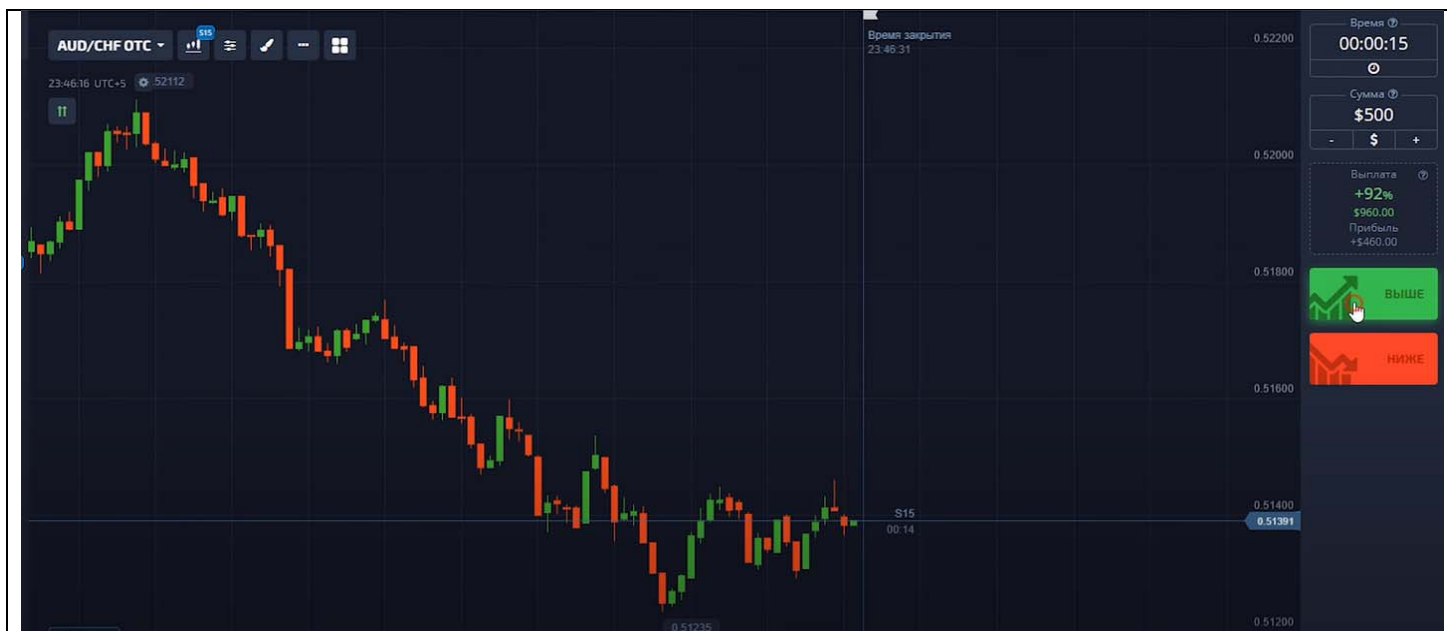 AUD/CHF OTC
S15
23:46:16 UTC+5
52112
Время закрытия
23:46:31
0.52200
0.52000
0.51800
0.51600
0.51400
0.51391
0.51200
S15
00:14
0.51235
Время
00:00:15
Сумма
$500
- $ +
Выплата
+92%
$960.00
Прибыль
+$460.00
ВЫШЕ
НИЖЕ